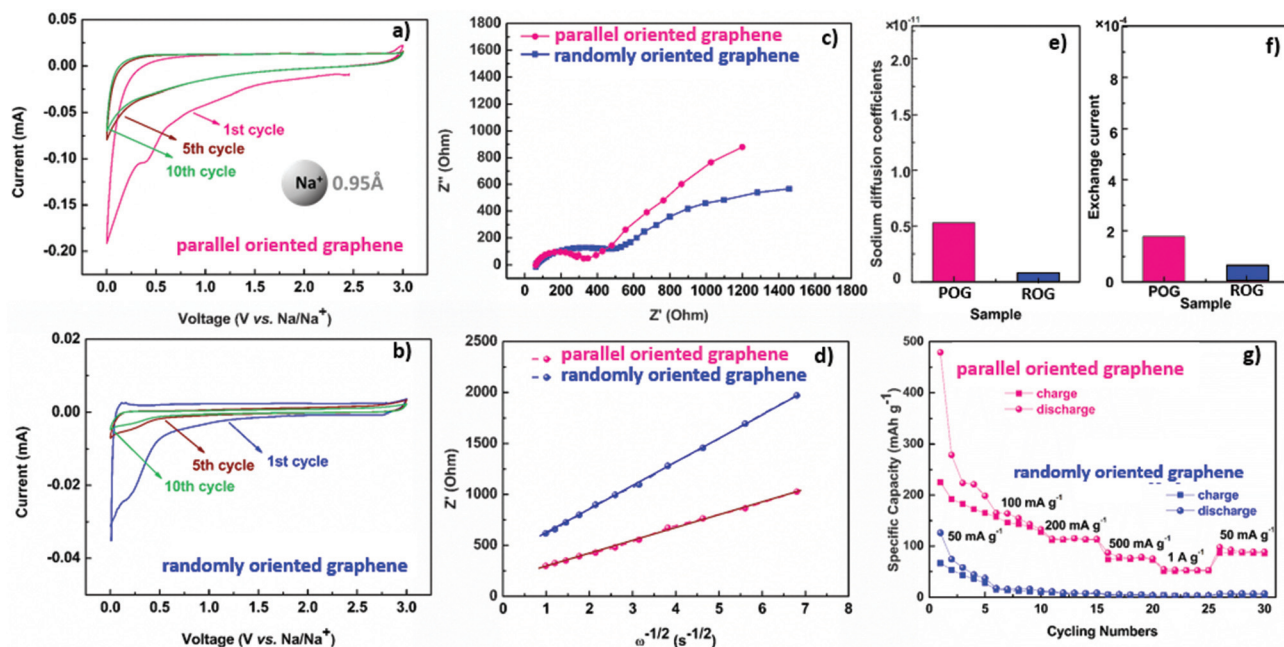 a)
0.05
0.00
-0.05
-0.10
-0.15
-0.20
Current (mA)
1st cycle
5th cycle
10th cycle
Na⁺ 0.95Å
parallel oriented graphene
0.0 0.5 1.0 1.5 2.0 2.5 3.0
Voltage (V vs. Na/Na⁺)
c)
parallel oriented graphene
randomly oriented graphene
1800
1600
1400
1200
1000
800
600
400
200
0
Z'' (Ohm)
0 200 400 600 800 1000 1200 1400 1600
Z' (Ohm)
e)
×10⁻¹¹
2.0
1.5
1.0
0.5
0
Sodium diffusion coefficients
POG ROG
Sample
f)
×10⁻⁴
8
6
4
2
0
Exchange current
POG ROG
Sample
b)
0.02
0.00
-0.02
-0.04
Current (mA)
5th cycle
1st cycle
10th cycle
randomly oriented graphene
0.0 0.5 1.0 1.5 2.0 2.5 3.0
Voltage (V vs. Na/Na⁺)
d)
parallel oriented graphene
randomly oriented graphene
2500
2000
1500
1000
500
0
Z' (Ohm)
0 1 2 3 4 5 6 7 8
ω⁻¹/² (s⁻¹/²)
g)
500
400
300
200
100
0
Specific Capacity (mAh g⁻¹)
parallel oriented graphene
charge
discharge
randomly oriented graphene
charge
discharge
50 mA g⁻¹
100 mA g⁻¹
200 mA g⁻¹
500 mA g⁻¹
1 A g⁻¹
50 mA g⁻¹
0 5 10 15 20 25 30
Cycling Numbers